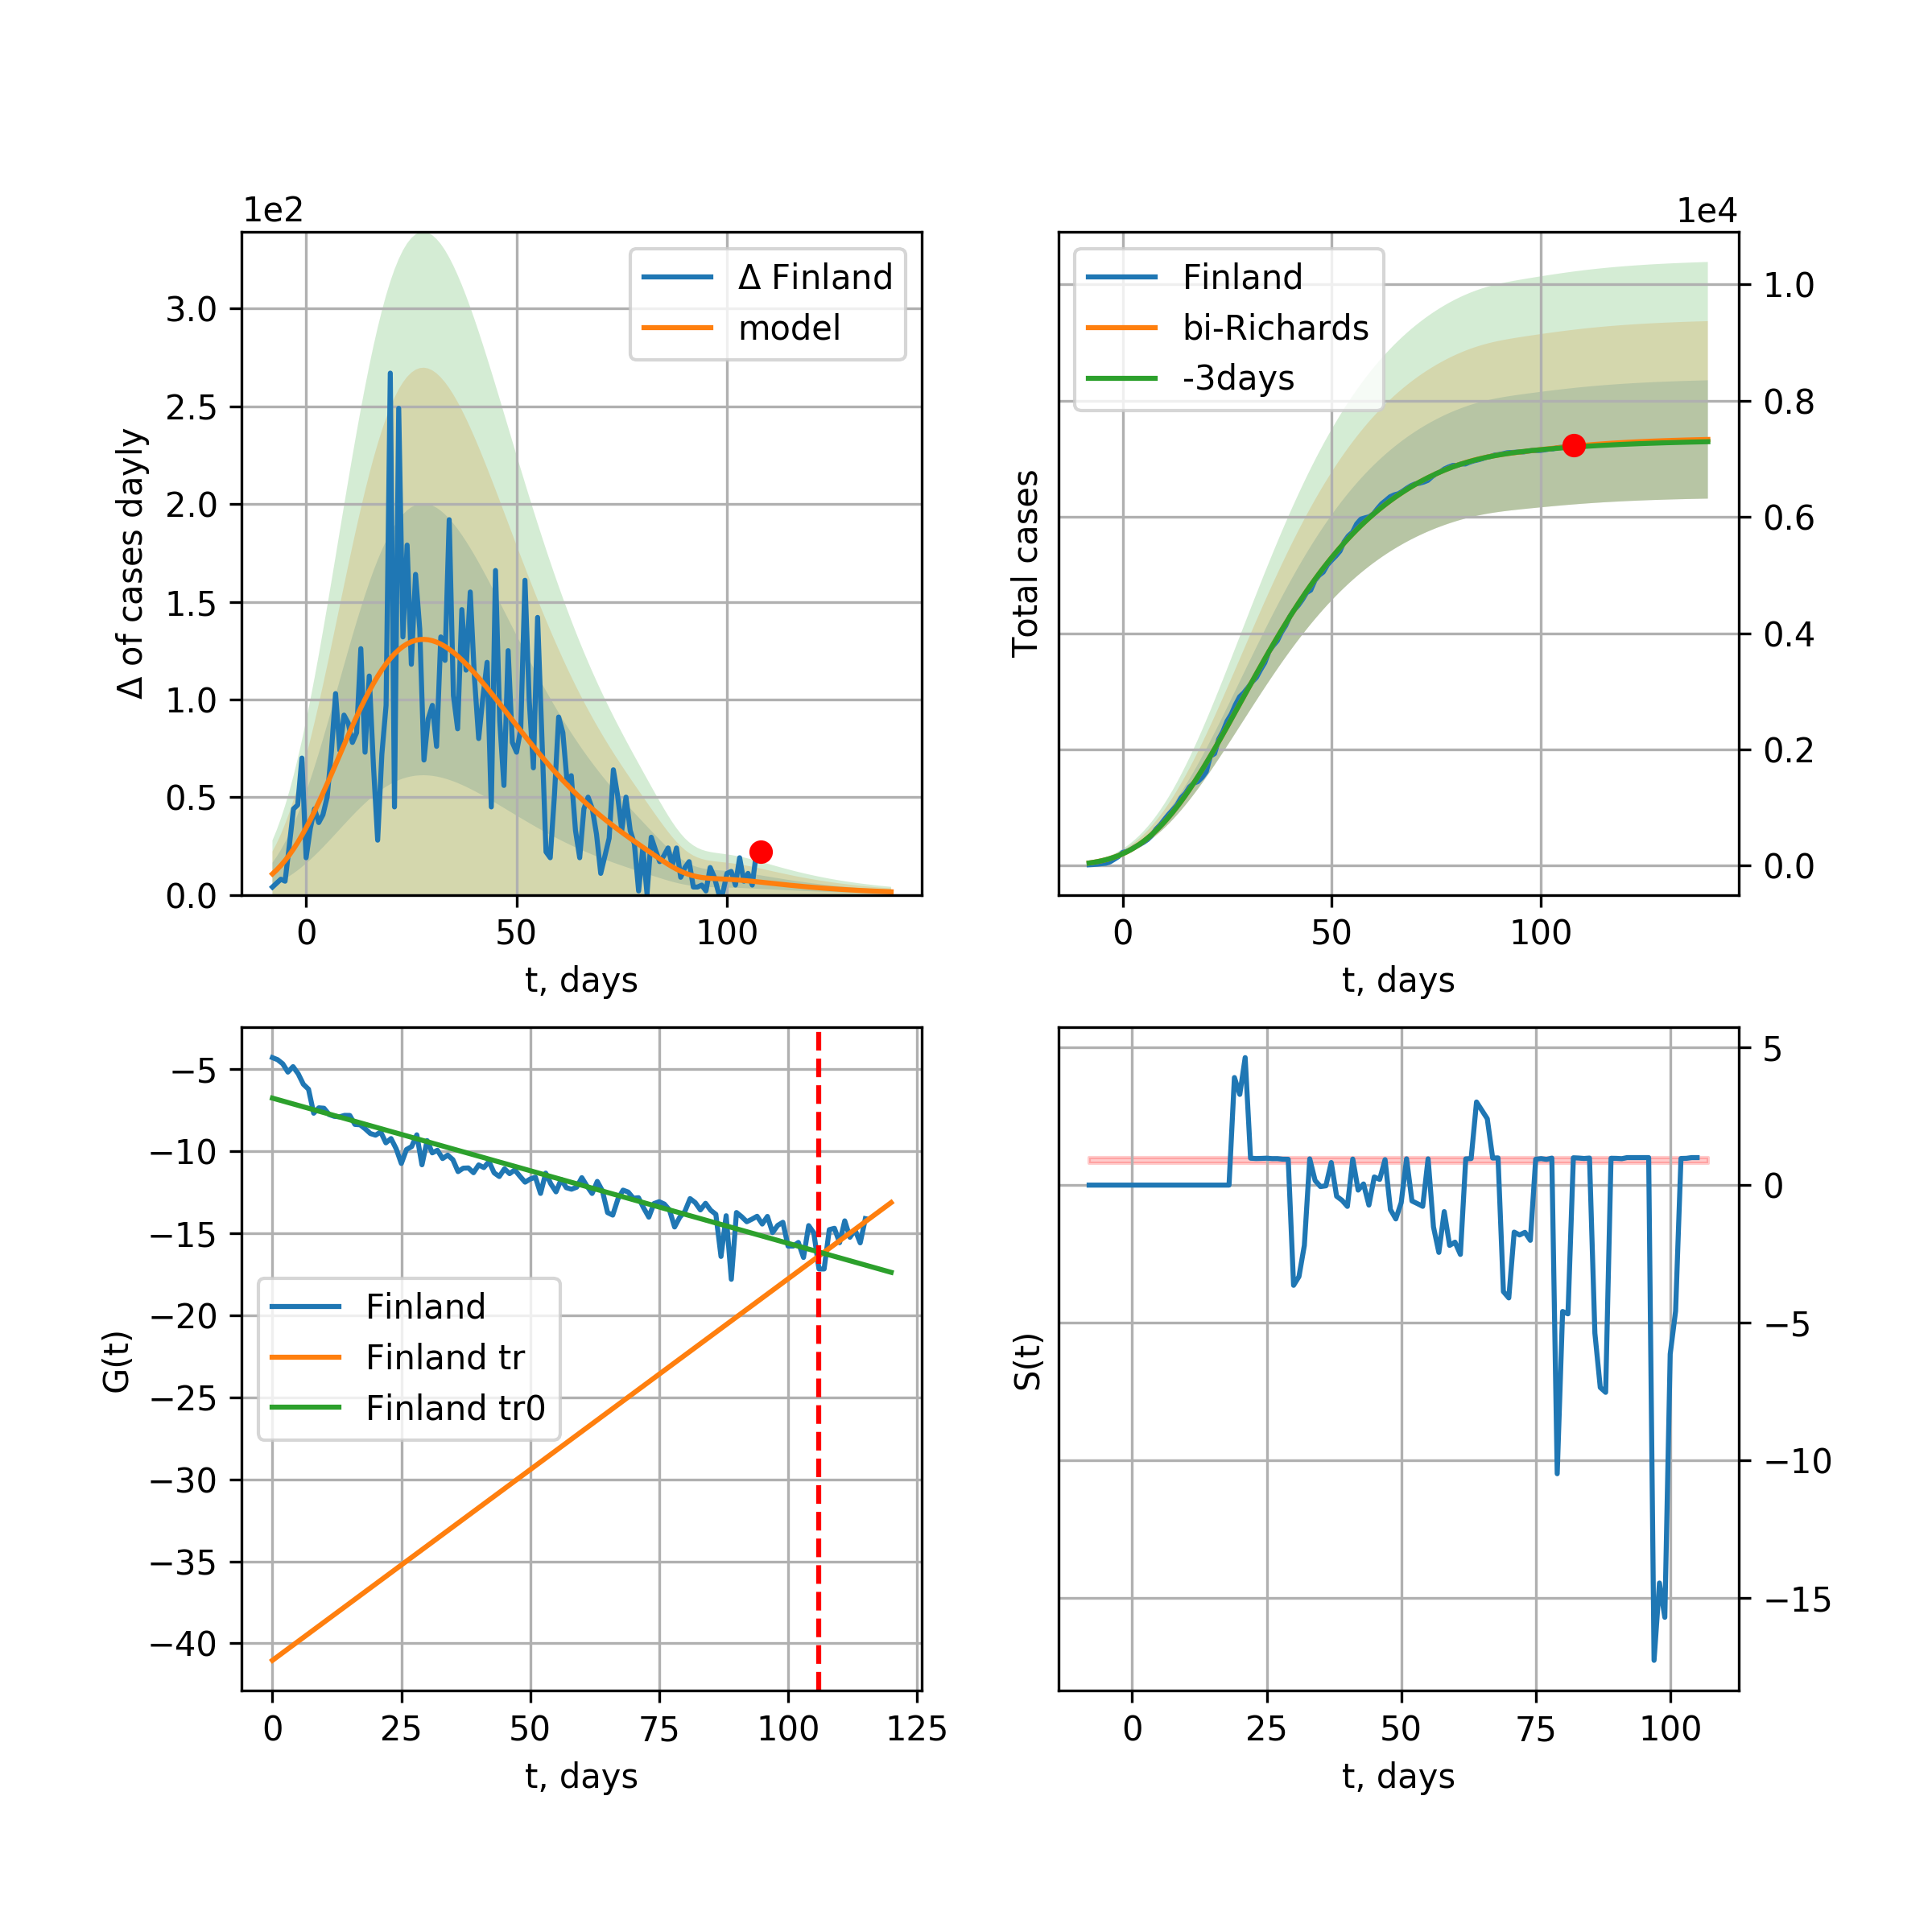 1e2
Δ of cases dayly
3.0
2.5
2.0
1.5
1.0
0.5
0.0
Δ Finland
model
0 50 100
t, days
1e4
Total cases
Finland
bi-Richards
-3days
1.0
0.8
0.6
0.4
0.2
0.0
0 50 100
t, days
G(t)
−5
−10
−15
−20
−25
−30
−35
−40
Finland
Finland tr
Finland tr0
0 25 50 75 100 125
t, days
S(t)
5
0
−5
−10
−15
0 25 50 75 100
t, days